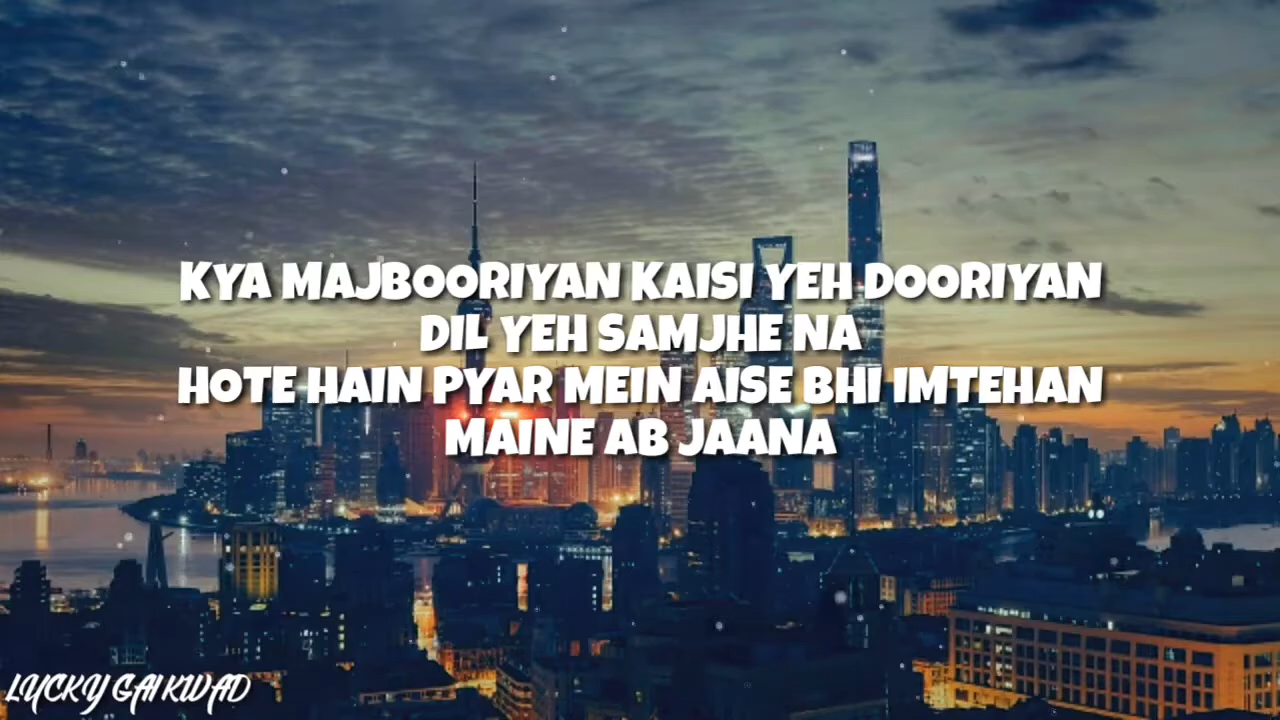 KYA MAJBOORIYAN KAISI YEH DOORIYAN
DIL YEH SAMJHE NA
HOTE HAIN PYAR MEIN AISE BHI IMTEHAN
MAINE AB JAANA
LUCKY GAIKWAD